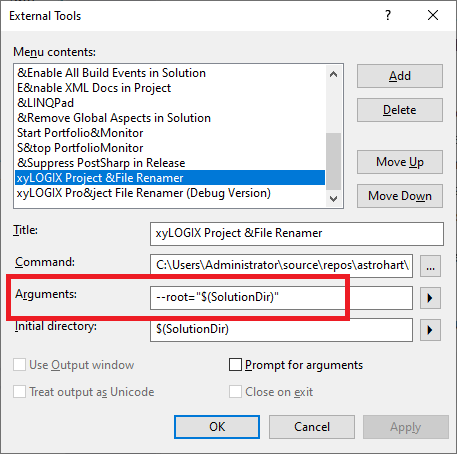 External Tools
Menu contents:
&Enable All Build Events in Solution
E&nable XML Docs in Project
&LINQPad
&Remove Global Aspects in Solution
Start Portfolio&Monitor
S&top PortfolioMonitor
&Suppress PostSharp in Release
xyLOGIX Project &File Renamer
xyLOGIX Pro&ject File Renamer (Debug Version)
Add
Delete
Move Up
Move Down
Title:
xyLOGIX Project &File Renamer
Command:
C:\Users\Administrator\source\repos\astrohart\
...
Arguments:
--root="$(SolutionDir)"
Initial directory:
$(SolutionDir)
Use Output window
Prompt for arguments
Treat output as Unicode
Close on exit
OK
Cancel
Apply